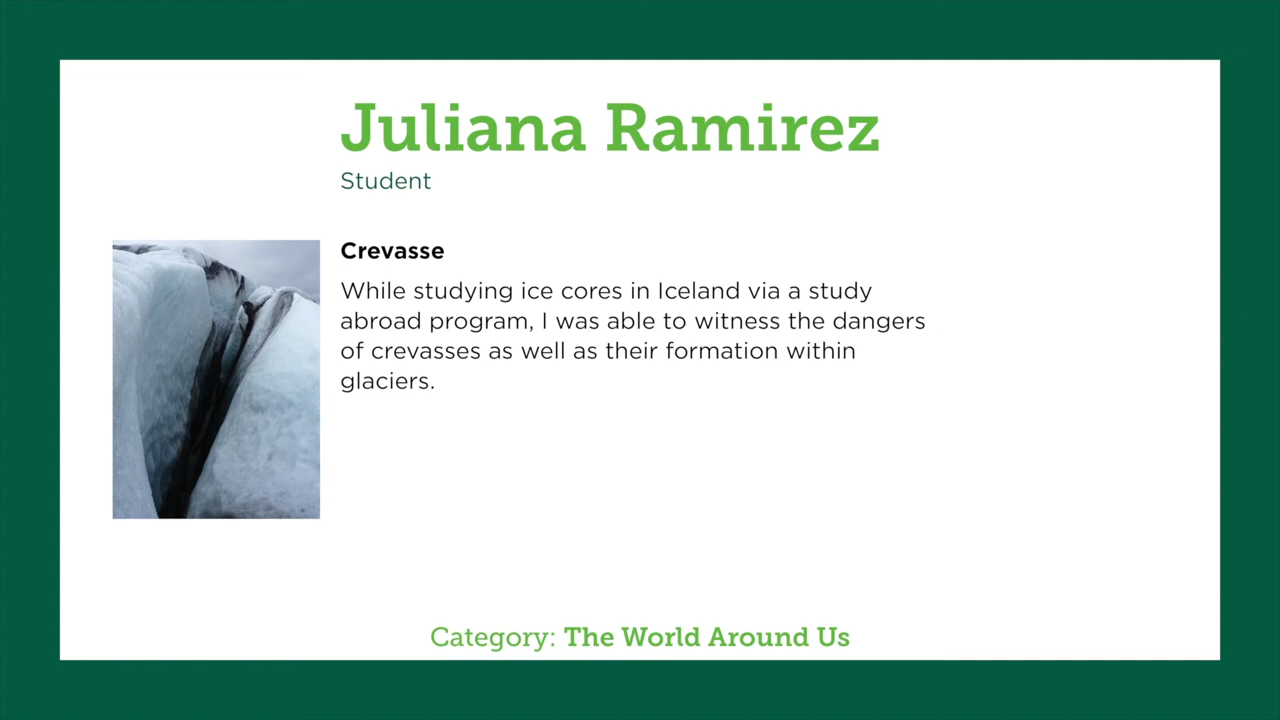 Juliana Ramirez
Student
Crevasse
While studying ice cores in Iceland via a study
abroad program, I was able to witness the dangers
of crevasses as well as their formation within
glaciers.
Category: The World Around Us